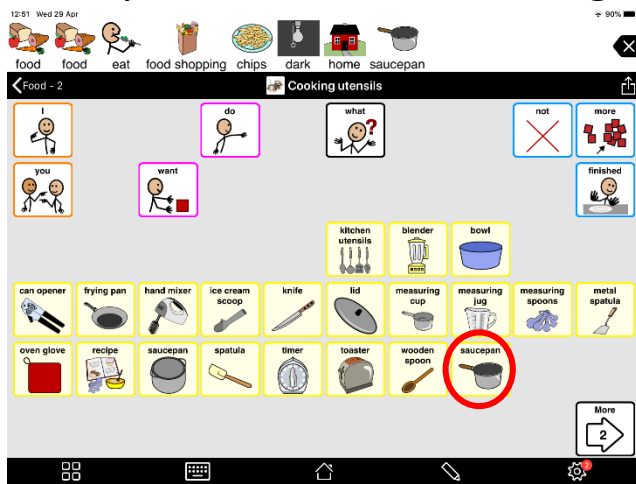 12:51 Wed 29 Apr
90%
food food eat food shopping chips dark home saucepan
Food - 2
Cooking utensils
I do what not more
you want finished
kitchen utensils blender bowl
can opener frying pan hand mixer ice cream scoop knife lid measuring cup measuring jug measuring spoons metal spatula
oven glove recipe saucepan spatula timer toaster wooden spoon saucepan
More
2
2